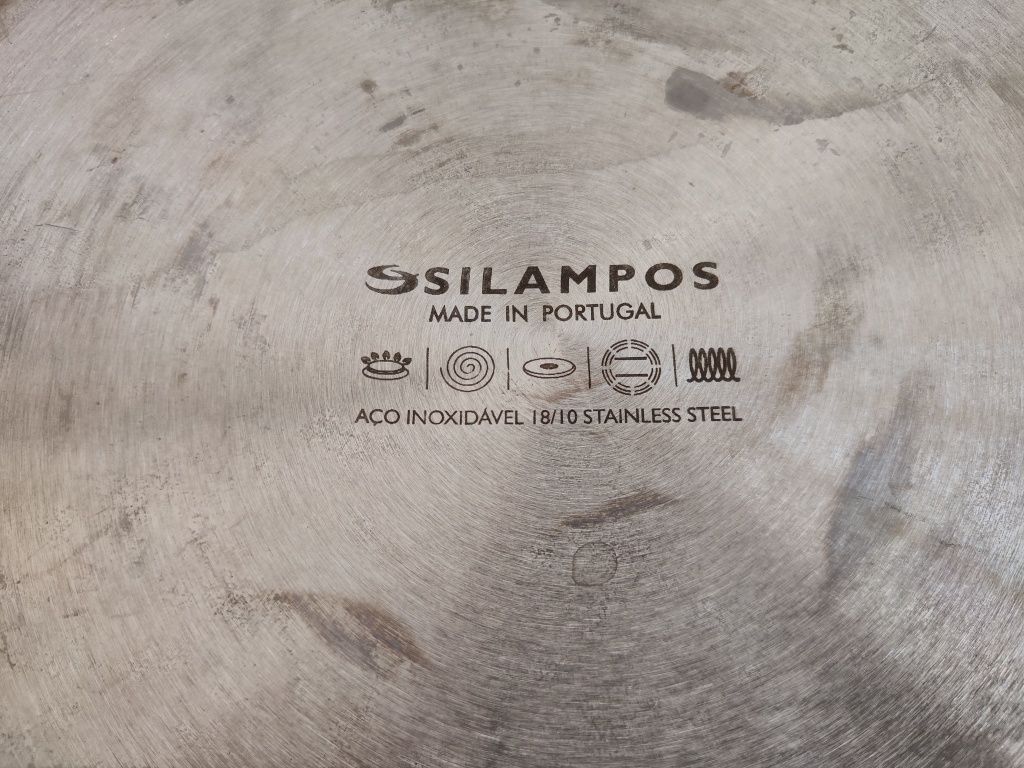 SILAMPOS
MADE IN PORTUGAL
AÇO INOXIDÁVEL 18/10 STAINLESS STEEL